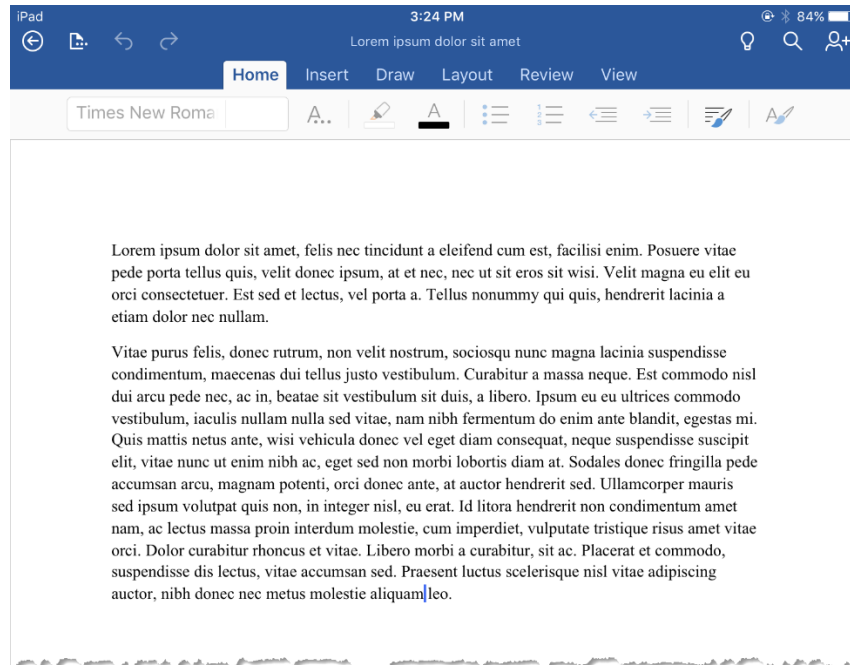 iPad 3:24 PM 84%
Lorem ipsum dolor sit amet
Home Insert Draw Layout Review View
Times New Roma A.. A 1 2 3 A
Lorem ipsum dolor sit amet, felis nec tincidunt a eleifend cum est, facilisi enim. Posuere vitae
pede porta tellus quis, velit donec ipsum, at et nec, nec ut sit eros sit wisi. Velit magna eu elit eu
orci consectetuer. Est sed et lectus, vel porta a. Tellus nonummy qui quis, hendrerit lacinia a
etiam dolor nec nullam.
Vitae purus felis, donec rutrum, non velit nostrum, sociosqu nunc magna lacinia suspendisse
condimentum, maecenas dui tellus justo vestibulum. Curabitur a massa neque. Est commodo nisl
dui arcu pede nec, ac in, beatae sit vestibulum sit duis, a libero. Ipsum eu eu ultrices commodo
vestibulum, iaculis nullam nulla sed vitae, nam nibh fermentum do enim ante blandit, egestas mi.
Quis mattis netus ante, wisi vehicula donec vel eget diam consequat, neque suspendisse suscipit
elit, vitae nunc ut enim nibh ac, eget sed non morbi lobortis diam at. Sodales donec fringilla pede
accumsan arcu, magnam potenti, orci donec ante, at auctor hendrerit sed. Ullamcorper mauris
sed ipsum volutpat quis non, in integer nisl, eu erat. Id litora hendrerit non condimentum amet
nam, ac lectus massa proin interdum molestie, cum imperdiet, vulputate tristique risus amet vitae
orci. Dolor curabitur rhoncus et vitae. Libero morbi a curabitur, sit ac. Placerat et commodo,
suspendisse dis lectus, vitae accumsan sed. Praesent luctus scelerisque nisl vitae adipiscing
auctor, nibh donec nec metus molestie aliquam leo.